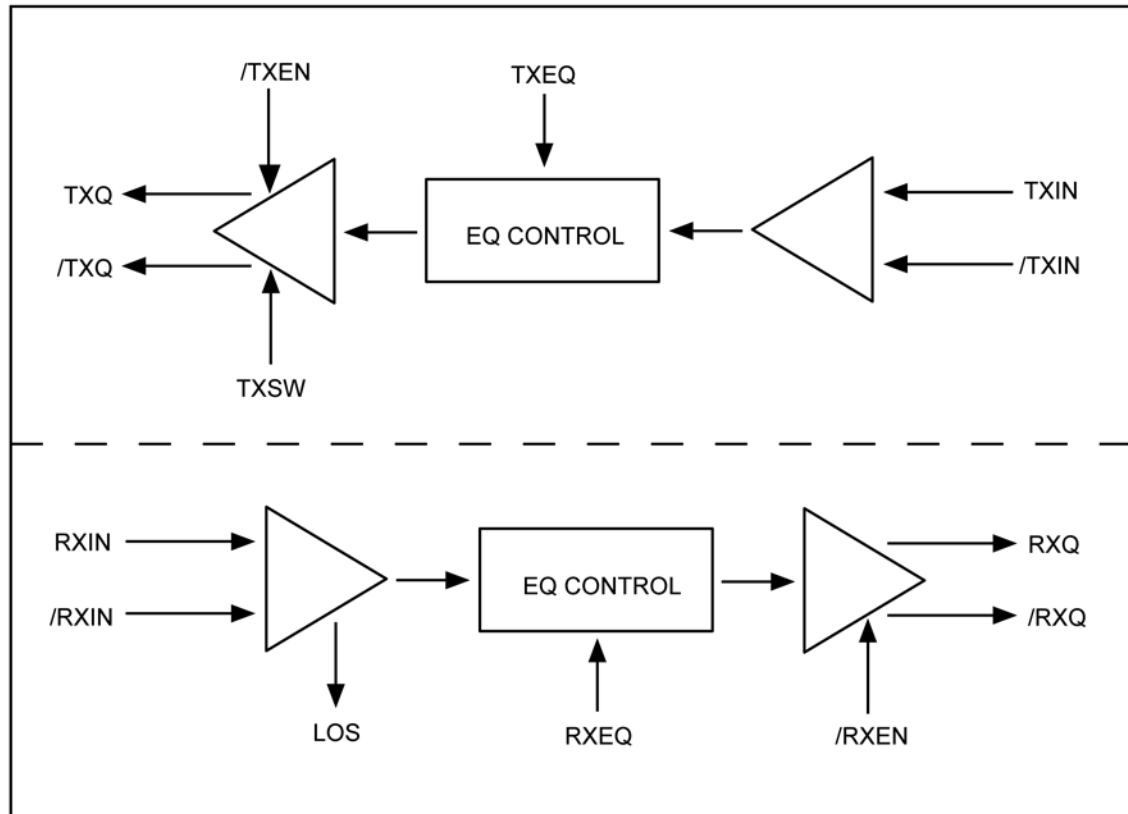 /TXEN
TXEQ
TXQ
TXIN
EQ CONTROL
/TXQ
/TXIN
TXSW
RXIN
RXQ
EQ CONTROL
/RXIN
/RXQ
LOS
RXEQ
/RXEN